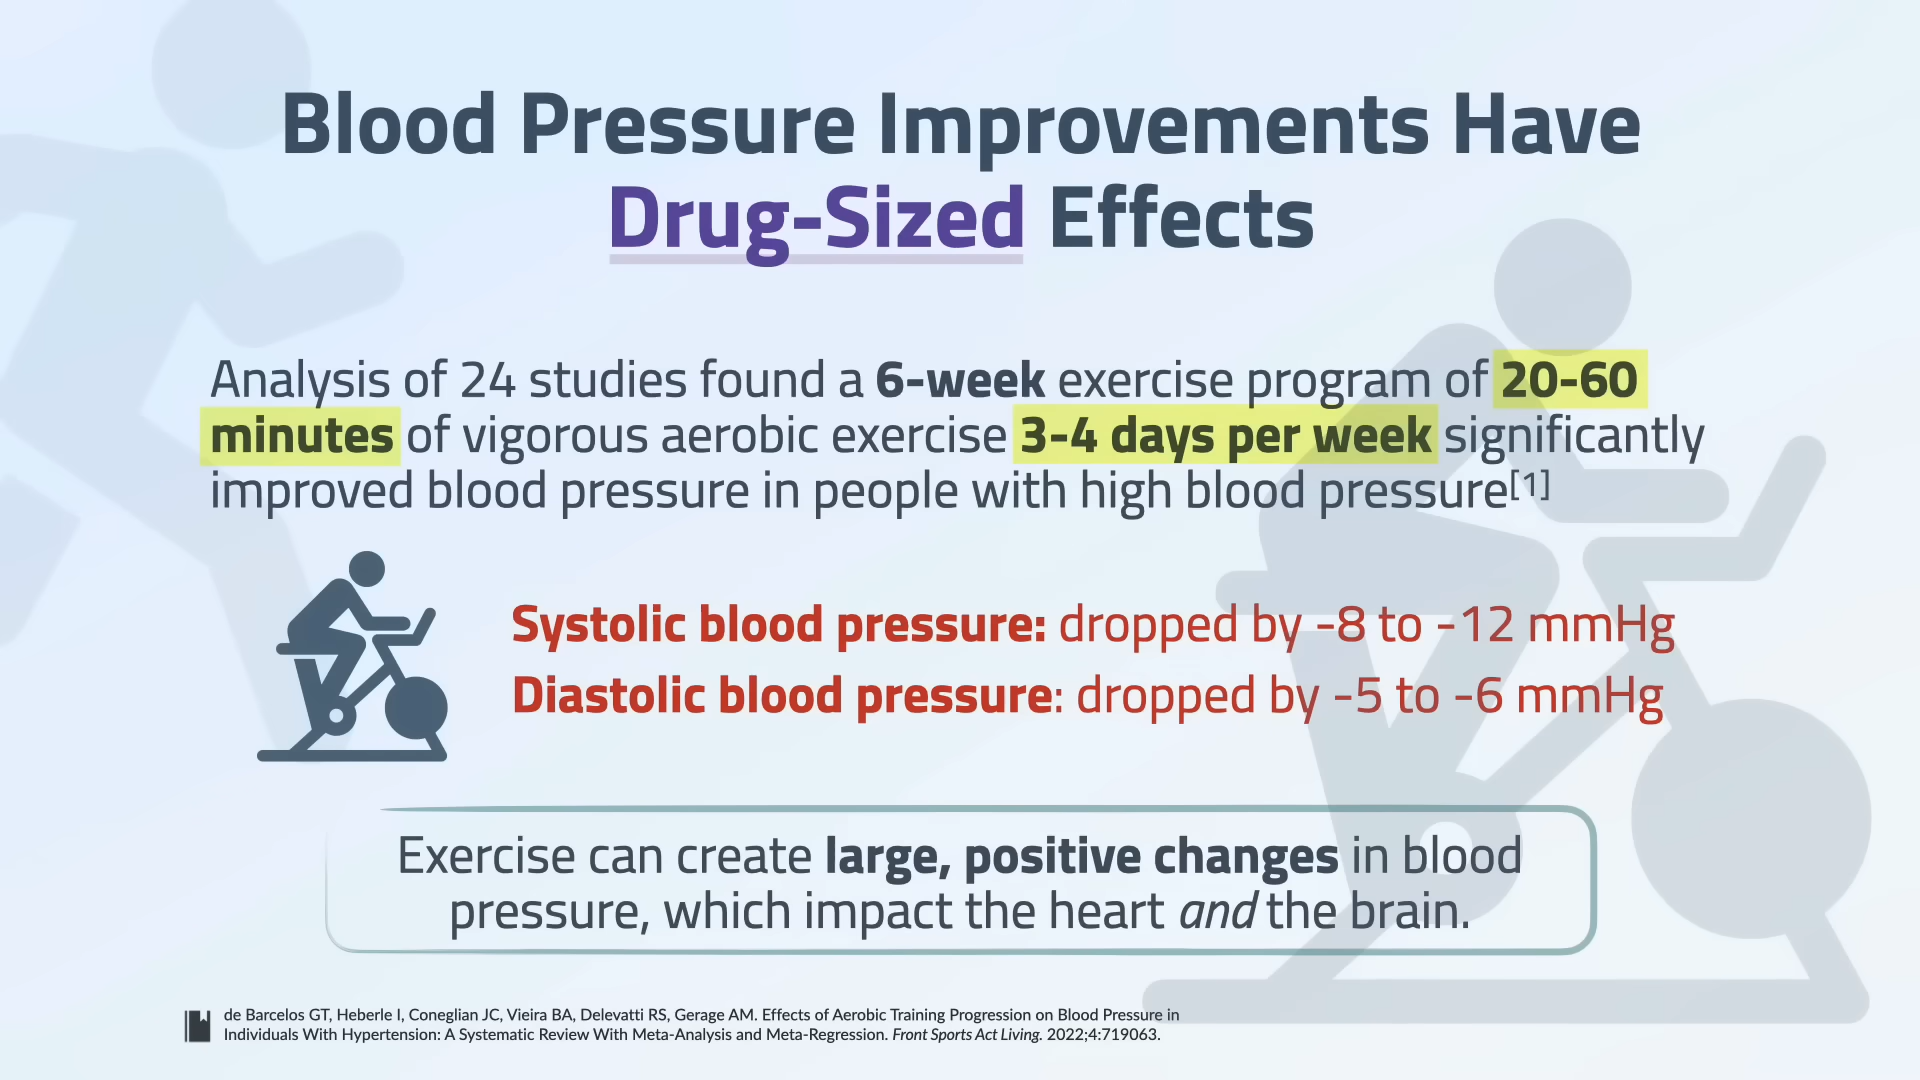 Blood Pressure Improvements Have
Drug-Sized Effects
Analysis of 24 studies found a 6-week exercise program of 20-60
minutes of vigorous aerobic exercise 3-4 days per week significantly
improved blood pressure in people with high blood pressure[1]
Systolic blood pressure: dropped by -8 to -12 mmHg
Diastolic blood pressure: dropped by -5 to -6 mmHg
Exercise can create large, positive changes in blood
pressure, which impact the heart and the brain.
de Barcelos GT, Heberle I, Coneglian JC, Vieira BA, Delevatti RS, Gerage AM. Effects of Aerobic Training Progression on Blood Pressure in
Individuals With Hypertension: A Systematic Review With Meta-Analysis and Meta-Regression. Front Sports Act Living. 2022;4:719063.